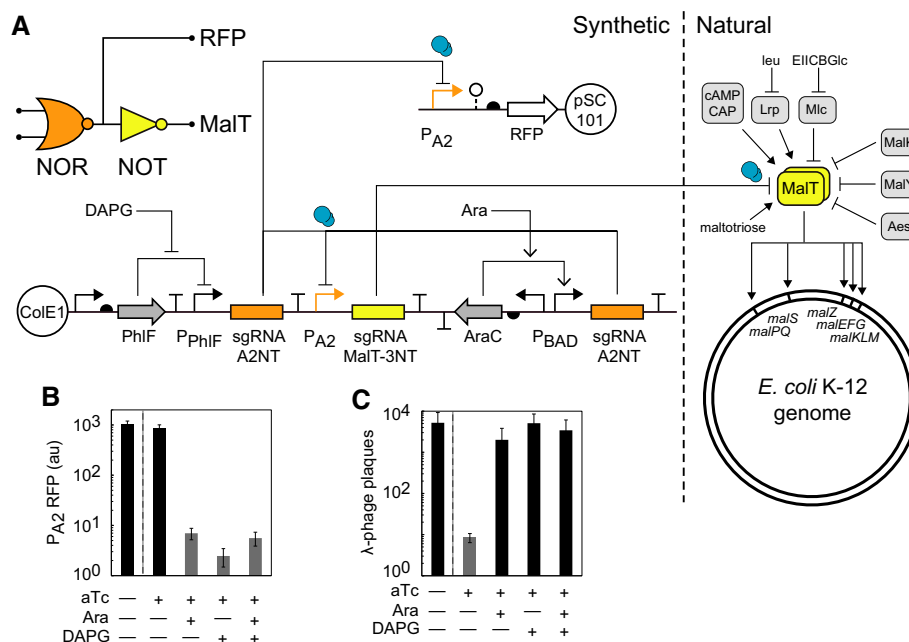 A
Synthetic
Natural
RFP
MalT
NOR
NOT
PA2
RFP
pSC
101
leu
EIICBGlc
cAMP
CAP
Lrp
Mlc
MalT
MalY
Aes
maltotriose
DAPG
Ara
ColE1
PhlF
PPhlF
sgRNA
A2NT
PA2
sgRNA
MalT-3NT
AraC
PBAD
sgRNA
A2NT
malS
malPQ
malZ
malEFG
malKLM
E. coli K-12
genome
B
PA2 RFP (au)
103
102
101
100
aTc — + + + +
Ara — — + — +
DAPG — — — + +
C
λ-phage plaques
104
102
100
aTc — + + + +
Ara — — + — +
DAPG — — — + +